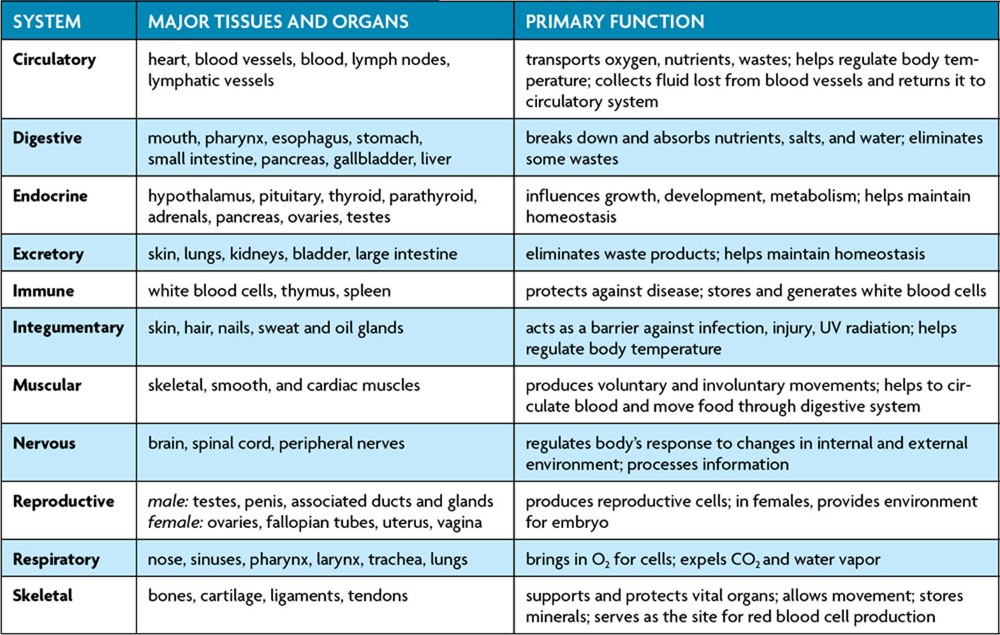 SYSTEM MAJOR TISSUES AND ORGANS PRIMARY FUNCTION
Circulatory heart, blood vessels, blood, lymph nodes, transports oxygen, nutrients, wastes; helps regulate body tem-
lymphatic vessels perature; collects fluid lost from blood vessels and returns it to
circulatory system
Digestive mouth, pharynx, esophagus, stomach, breaks down and absorbs nutrients, salts, and water; eliminates
small intestine, pancreas, gallbladder, liver some wastes
Endocrine hypothalamus, pituitary, thyroid, parathyroid, influences growth, development, metabolism; helps maintain
adrenals, pancreas, ovaries, testes homeostasis
Excretory skin, lungs, kidneys, bladder, large intestine eliminates waste products; helps maintain homeostasis
Immune white blood cells, thymus, spleen protects against disease; stores and generates white blood cells
Integumentary skin, hair, nails, sweat and oil glands acts as a barrier against infection, injury, UV radiation; helps
regulate body temperature
Muscular skeletal, smooth, and cardiac muscles produces voluntary and involuntary movements; helps to cir-
culate blood and move food through digestive system
Nervous brain, spinal cord, peripheral nerves regulates body's response to changes in internal and external
environment; processes information
Reproductive male: testes, penis, associated ducts and glands produces reproductive cells; in females, provides environment
female: ovaries, fallopian tubes, uterus, vagina for embryo
Respiratory nose, sinuses, pharynx, larynx, trachea, lungs brings in O₂ for cells; expels CO₂ and water vapor
Skeletal bones, cartilage, ligaments, tendons supports and protects vital organs; allows movement; stores
minerals; serves as the site for red blood cell production